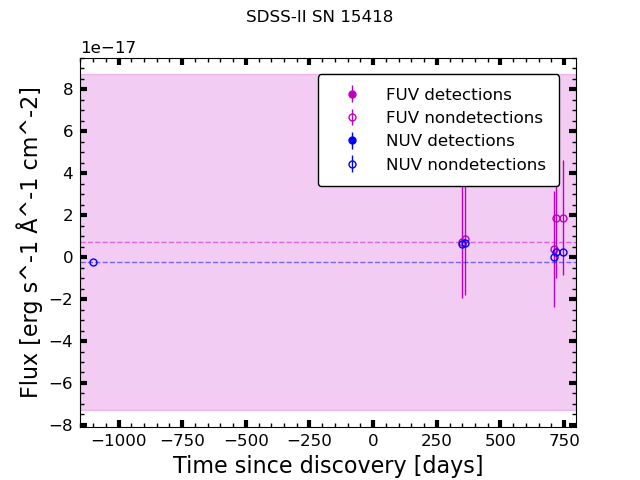 SDSS-II SN 15418
1e−17
FUV detections
FUV nondetections
NUV detections
NUV nondetections
8
6
4
2
0
−2
−4
−6
−8
Flux [erg s^-1 Å^-1 cm^-2]
−1000 −750 −500 −250 0 250 500 750
Time since discovery [days]